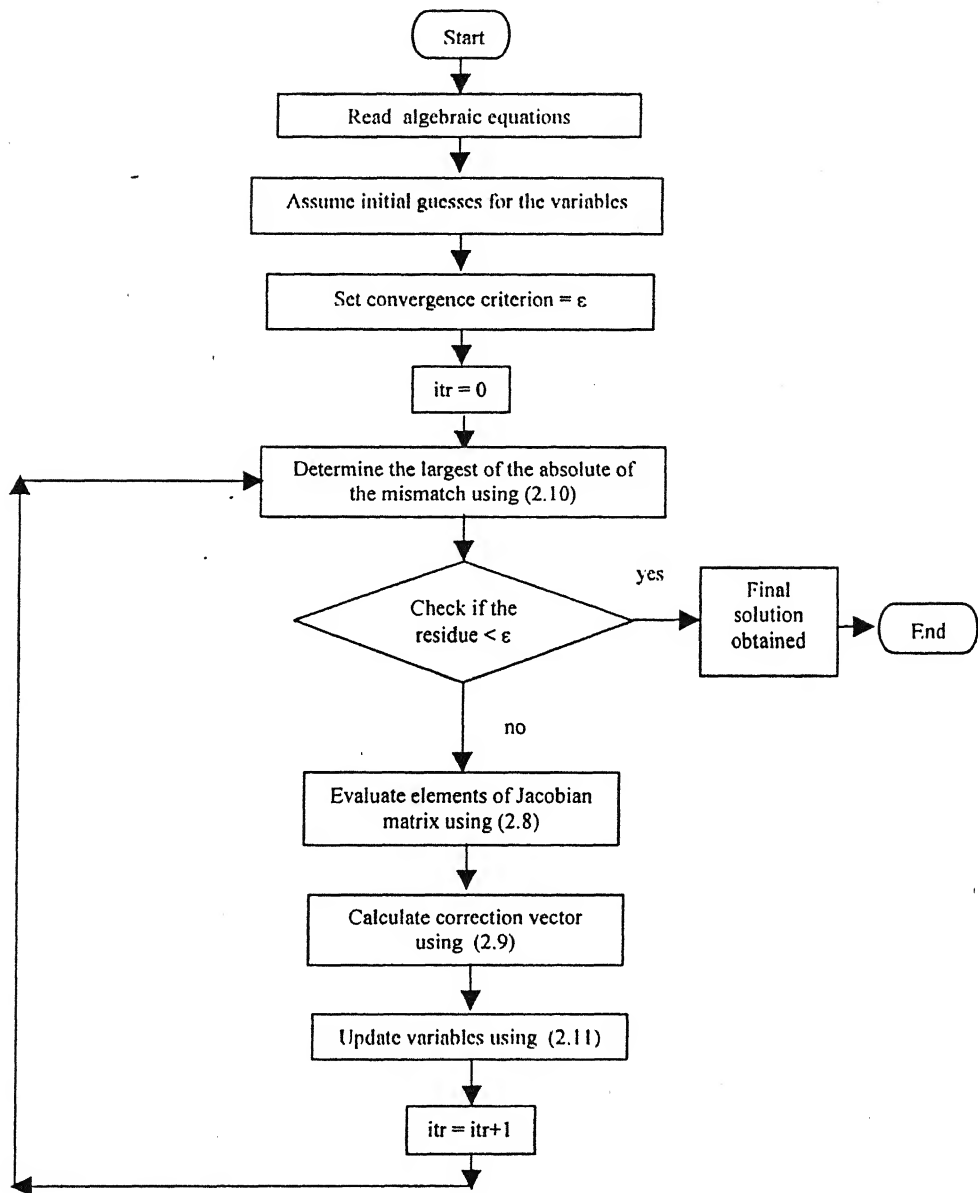 Start
Read algebraic equations
Assume initial guesses for the variables
Set convergence criterion = ε
itr = 0
Determine the largest of the absolute of
the mismatch using (2.10)
Check if the
residue < ε
yes
Final
solution
obtained
End
no
Evaluate elements of Jacobian
matrix using (2.8)
Calculate correction vector
using (2.9)
Update variables using (2.11)
itr = itr+1